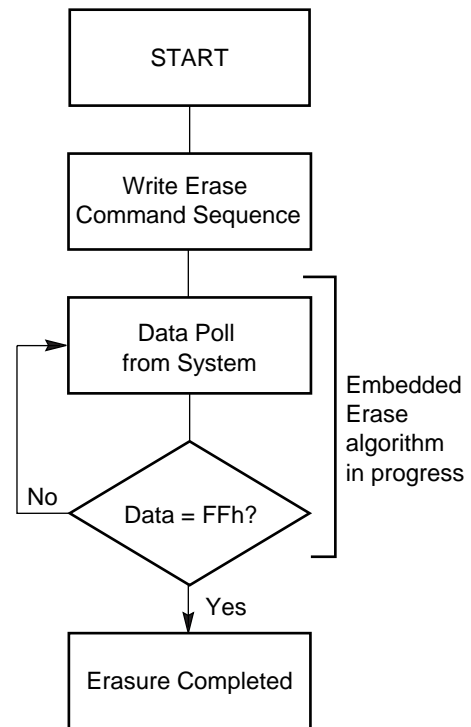 START
Write Erase
Command Sequence
Data Poll
from System
Embedded
Erase
algorithm
in progress
No
Data = FFh?
Yes
Erasure Completed